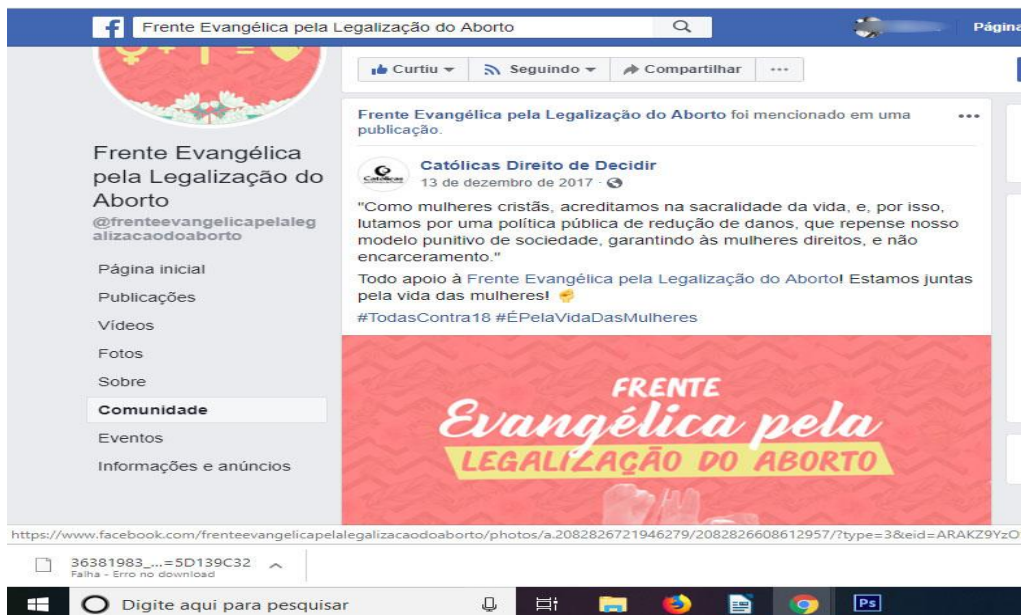 Frente Evangélica pela Legalização do Aborto
Página
Curtiu
Seguindo
Compartilhar
Frente Evangélica
pela Legalização do
Aborto
@frenteevangelicapelaleg
alizacaodoaborto
Página inicial
Publicações
Vídeos
Fotos
Sobre
Comunidade
Eventos
Informações e anúncios
Frente Evangélica pela Legalização do Aborto foi mencionado em uma
publicação.
Católicas
Católicas Direito de Decidir
13 de dezembro de 2017
"Como mulheres cristãs, acreditamos na sacralidade da vida, e, por isso,
lutamos por uma política pública de redução de danos, que repense nosso
modelo punitivo de sociedade, garantindo às mulheres direitos, e não
encarceramento."
Todo apoio à Frente Evangélica pela Legalização do Aborto! Estamos juntas
pela vida das mulheres!
#TodasContra18 #ÉPelaVidaDasMulheres
FRENTE
Evangélica pela
LEGALIZAÇÃO DO ABORTO
https://www.facebook.com/frenteevangelicapelalegalizacaodoaborto/photos/a.2082826721946279/2082826608612957/?type=3&eid=ARAKZ9YzO
36381983_...=5D139C32
Falha - Erro no download
Digite aqui para pesquisar
Ps